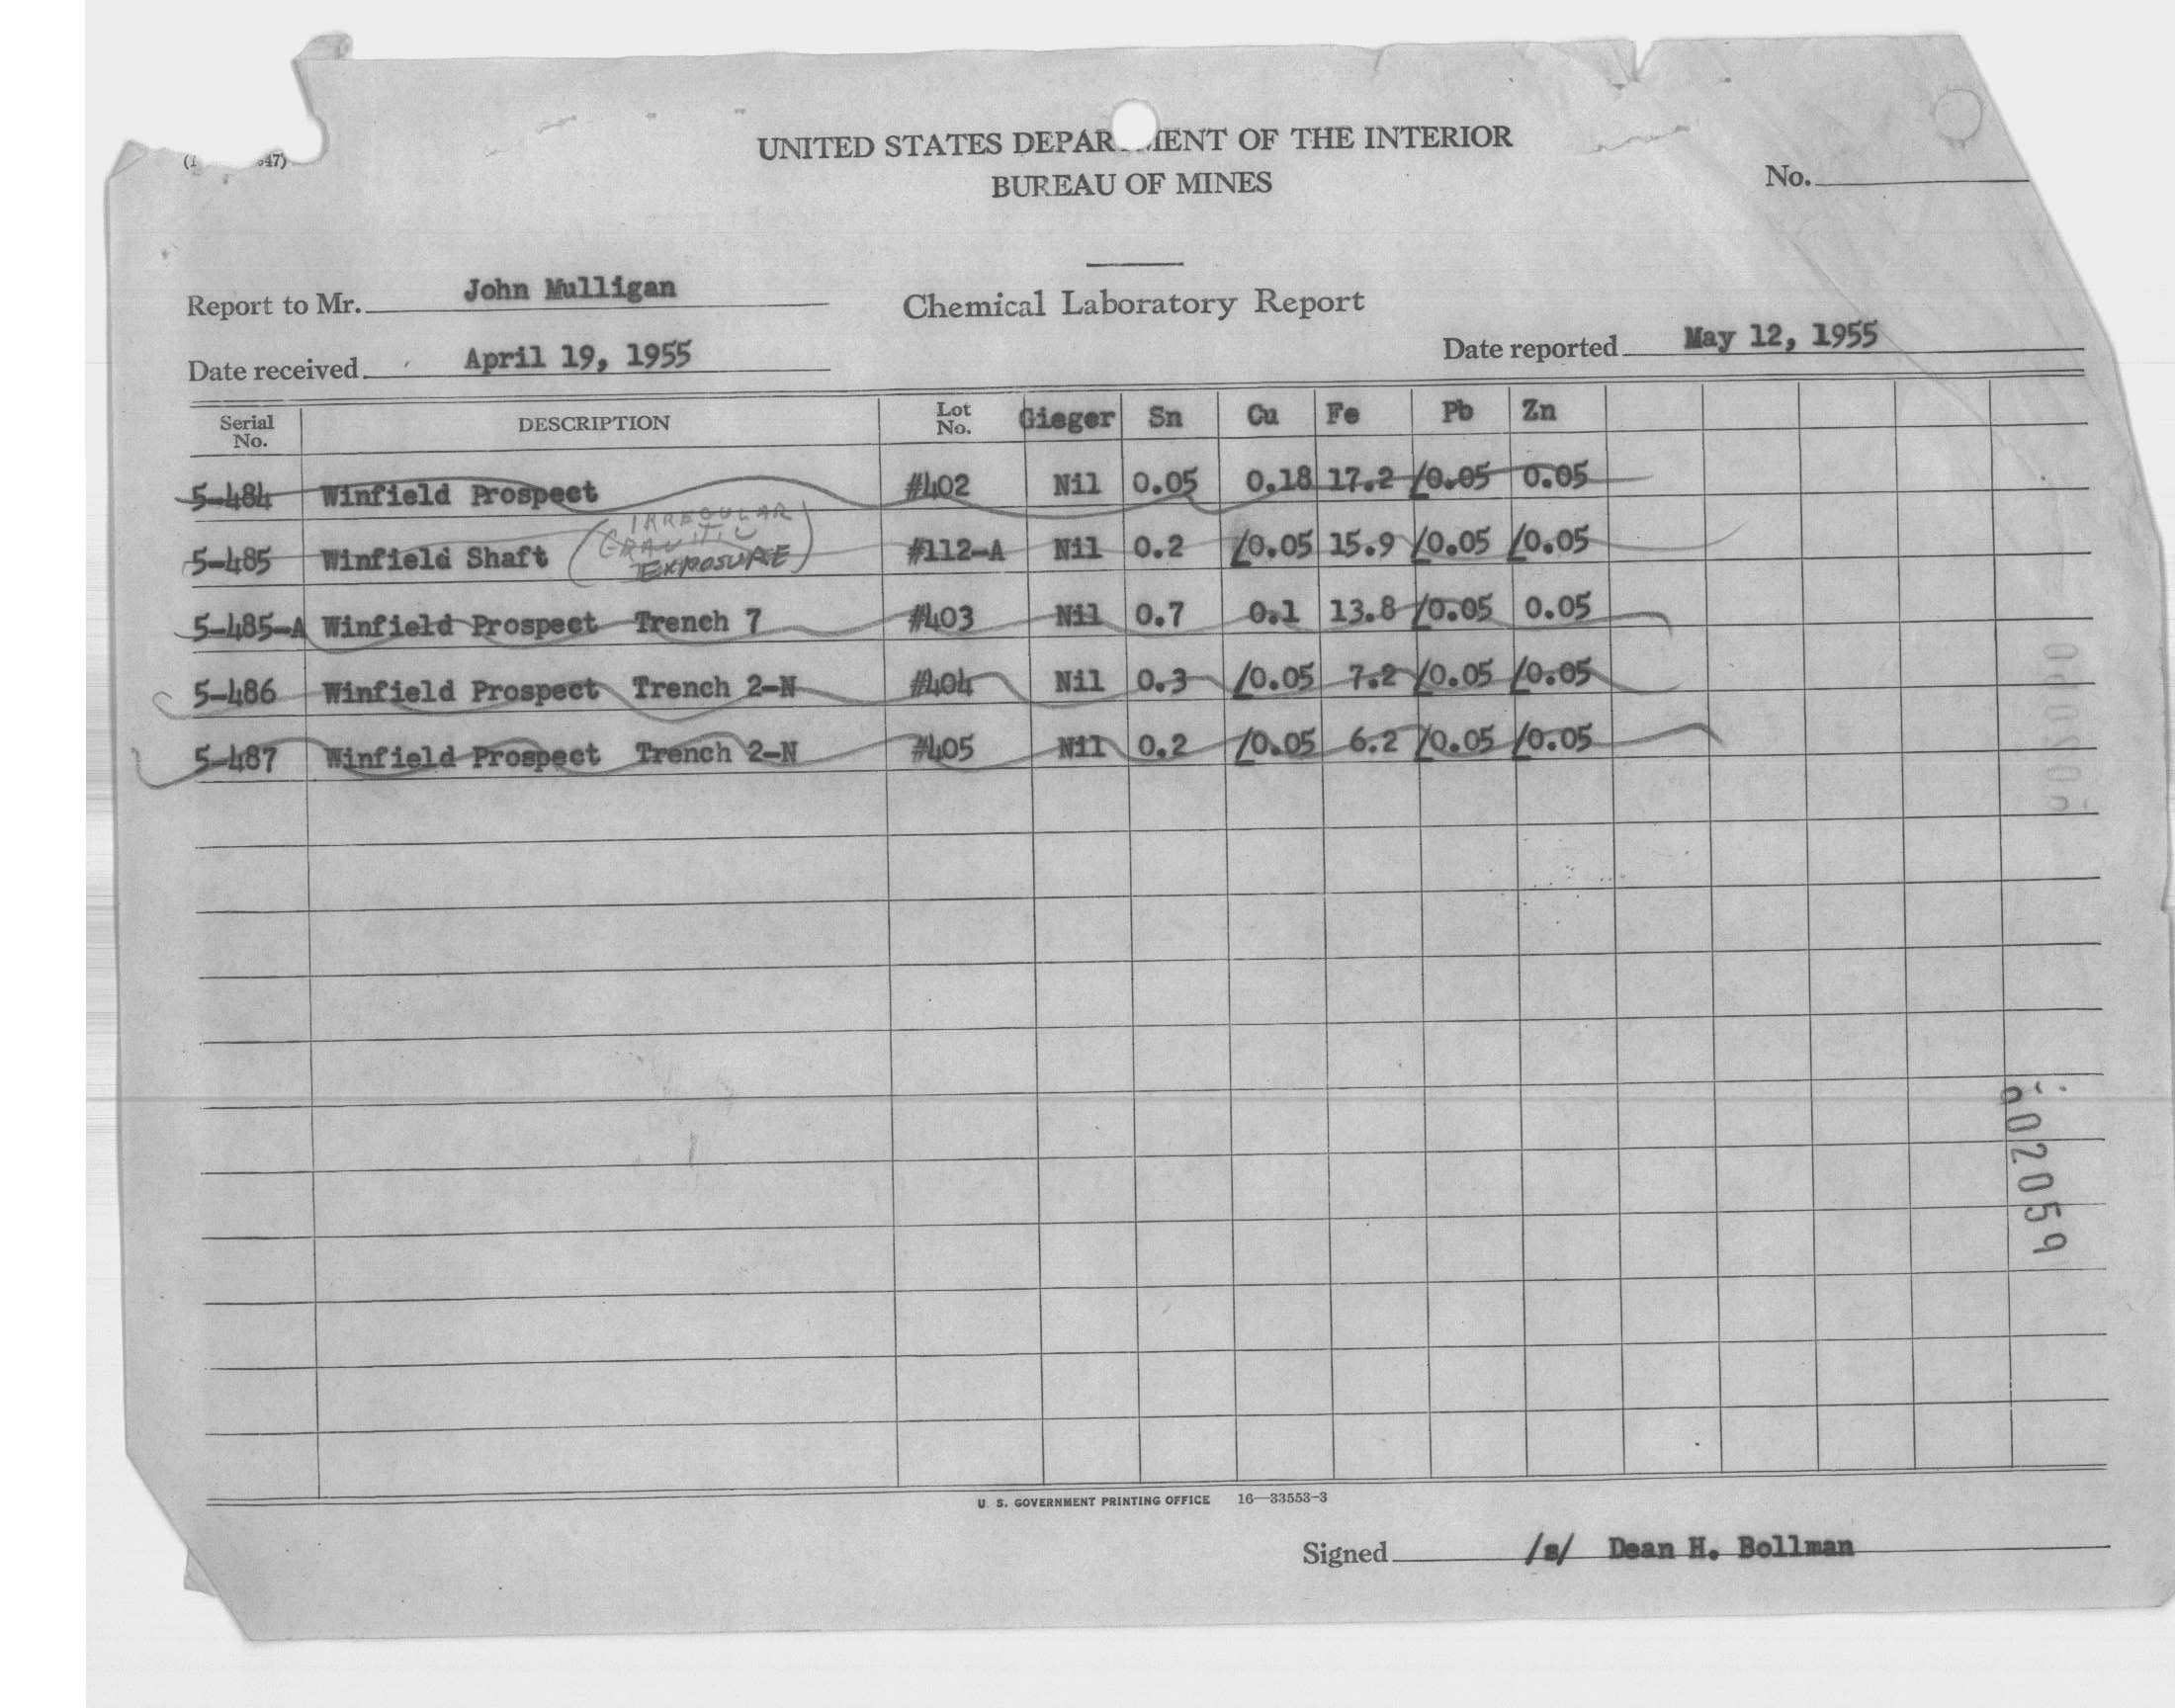 UNITED STATES DEPAR MENT OF THE INTERIOR
BUREAU OF MINES
No.
Report to Mr. John Mulligan
Chemical Laboratory Report
Date received April 19, 1955
Date reported May 12, 1955
Serial No. DESCRIPTION Lot No. Gieger Sn Cu Fe Pb Zn
5-484 Winfield Prospect #402 Nil 0.05 0.18 17.2 /0.05 0.05
5-485 Winfield Shaft (IRREGULAR GRANITIC EXPOSURE) #112-A Nil 0.2 /0.05 15.9 /0.05 /0.05
5-485-A Winfield Prospect Trench 7 #403 Nil 0.7 0.1 13.8 /0.05 0.05
5-486 Winfield Prospect Trench 2-N #404 Nil 0.3 /0.05 7.2 /0.05 /0.05
5-487 Winfield Prospect Trench 2-N #405 Nil 0.2 /0.05 6.2 /0.05 /0.05
U. S. GOVERNMENT PRINTING OFFICE 16—33553-3
Signed /s/ Dean H. Bollman